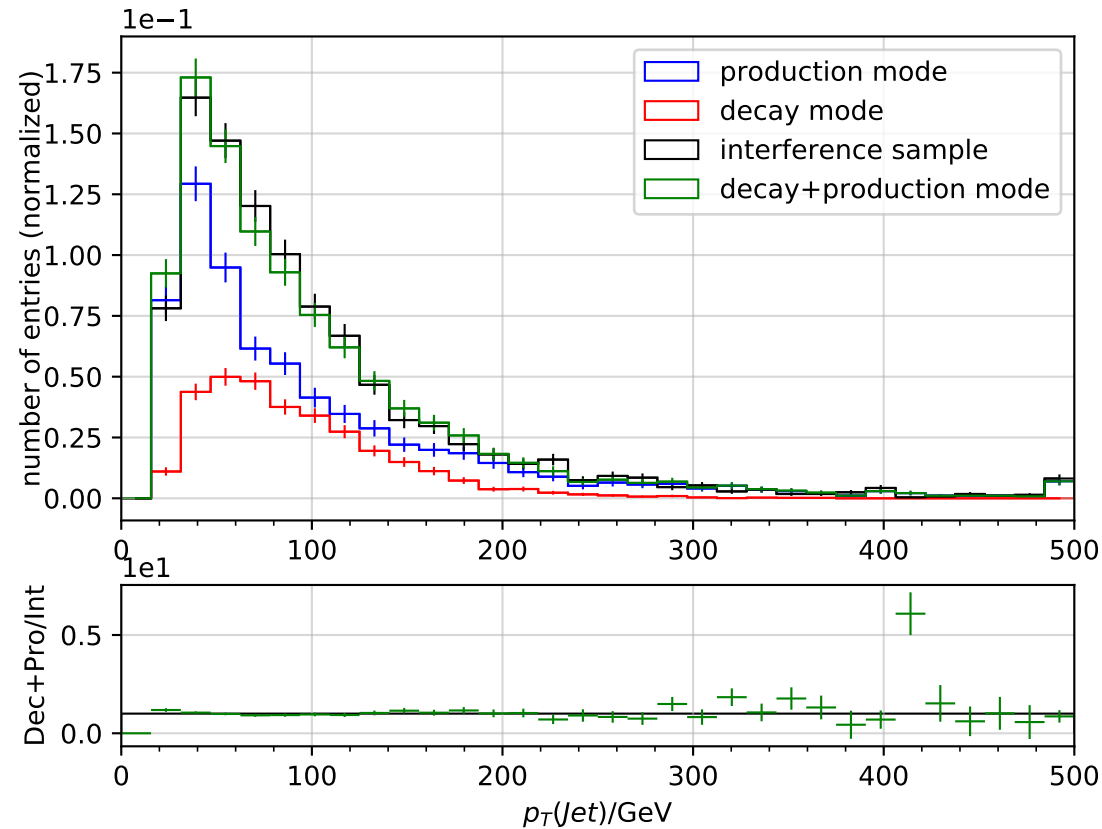 1e−1
number of entries (normalized)
1.75
1.50
1.25
1.00
0.75
0.50
0.25
0.00
production mode
decay mode
interference sample
decay+production mode
0 100 200 300 400 500
1e1
Dec+Pro/Int
0.5
0.0
0 100 200 300 400 500
p_T(Jet)/GeV